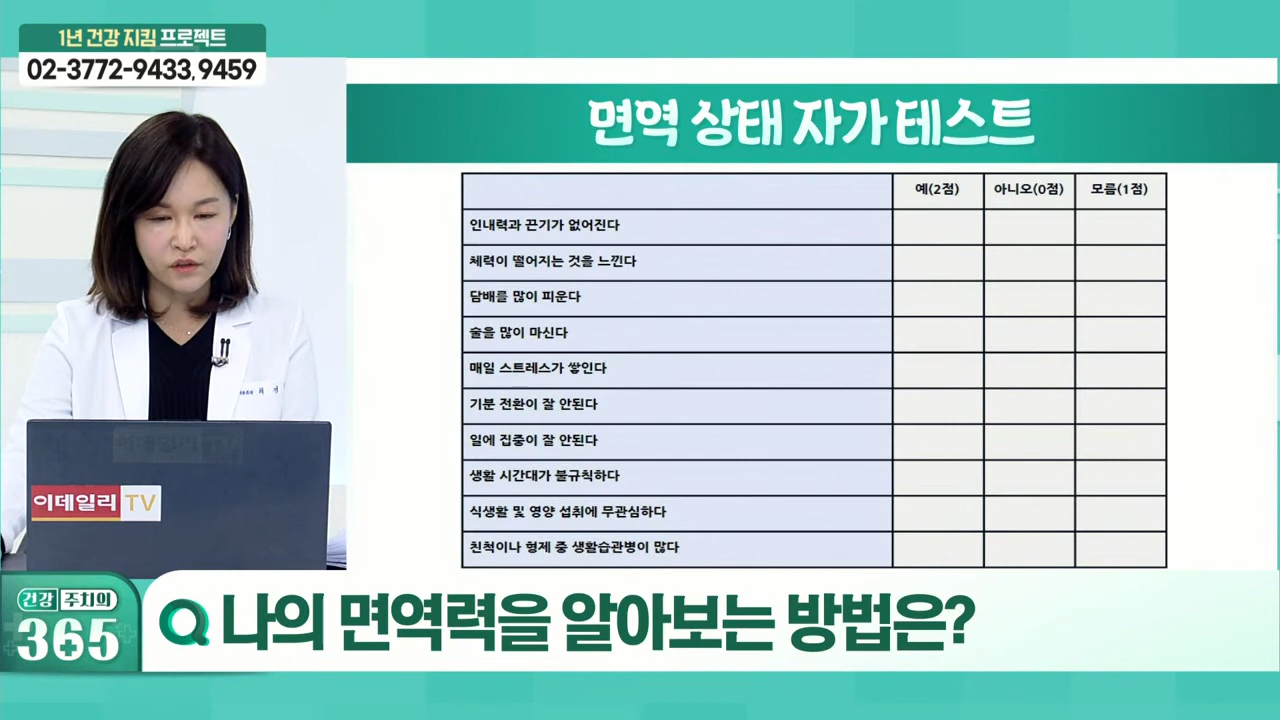 1년 건강 지킴 프로젝트
02-3772-9433, 9459
면역 상태 자가 테스트
예(2점) 아니오(0점) 모름(1점)
인내력과 끈기가 없어진다
체력이 떨어지는 것을 느낀다
담배를 많이 피운다
술을 많이 마신다
매일 스트레스가 쌓인다
기분 전환이 잘 안된다
일에 집중이 잘 안된다
생활 시간대가 불규칙하다
식생활 및 영양 섭취에 무관심하다
친척이나 형제 중 생활습관병이 많다
이데일리 TV
건강 주치의
365
Q 나의 면역력을 알아보는 방법은?